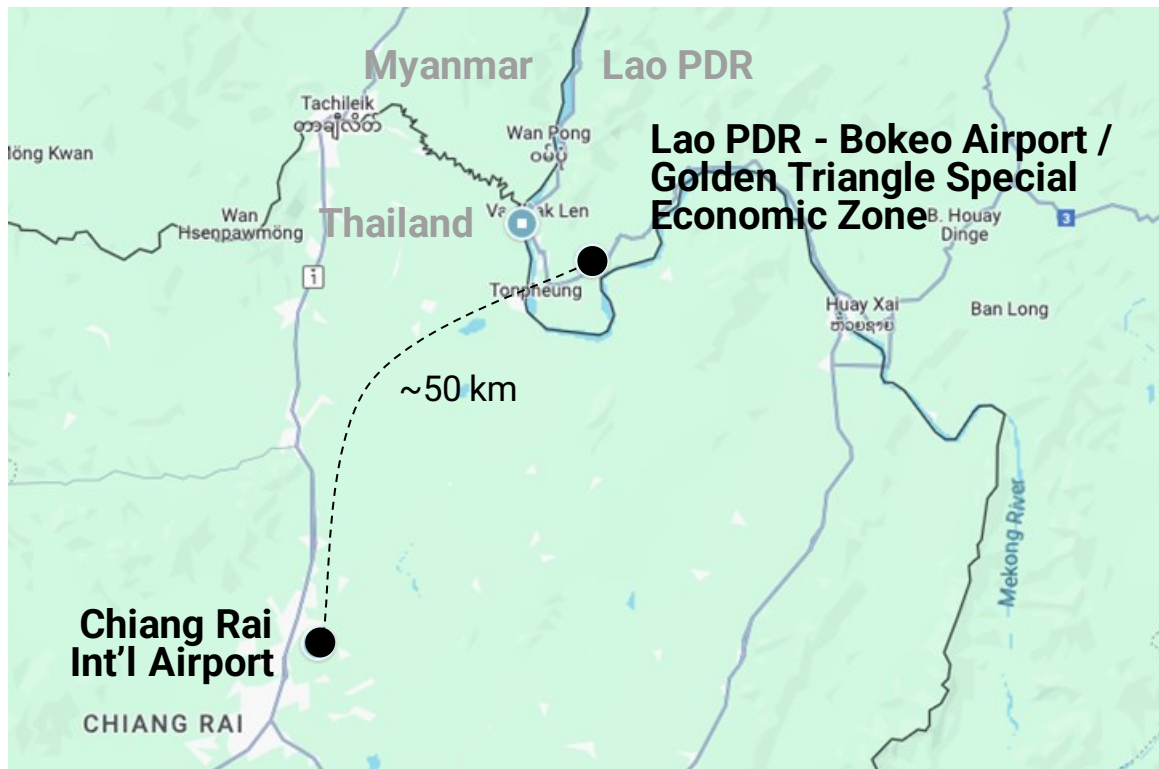 Myanmar
Lao PDR
Tachileik
တာချီလိတ်
Wan Pong
ဝမ်ပုံ
Lao PDR - Bokeo Airport /
Golden Triangle Special
Economic Zone
löng Kwan
Wan
Hsenpawmöng
Thailand
B. Houay
Dinge
3
1
Tonpheung
Huay Xai
ຫ້ວຍຊາຍ
Ban Long
~50 km
Mekong River
Chiang Rai
Int’l Airport
CHIANG RAI